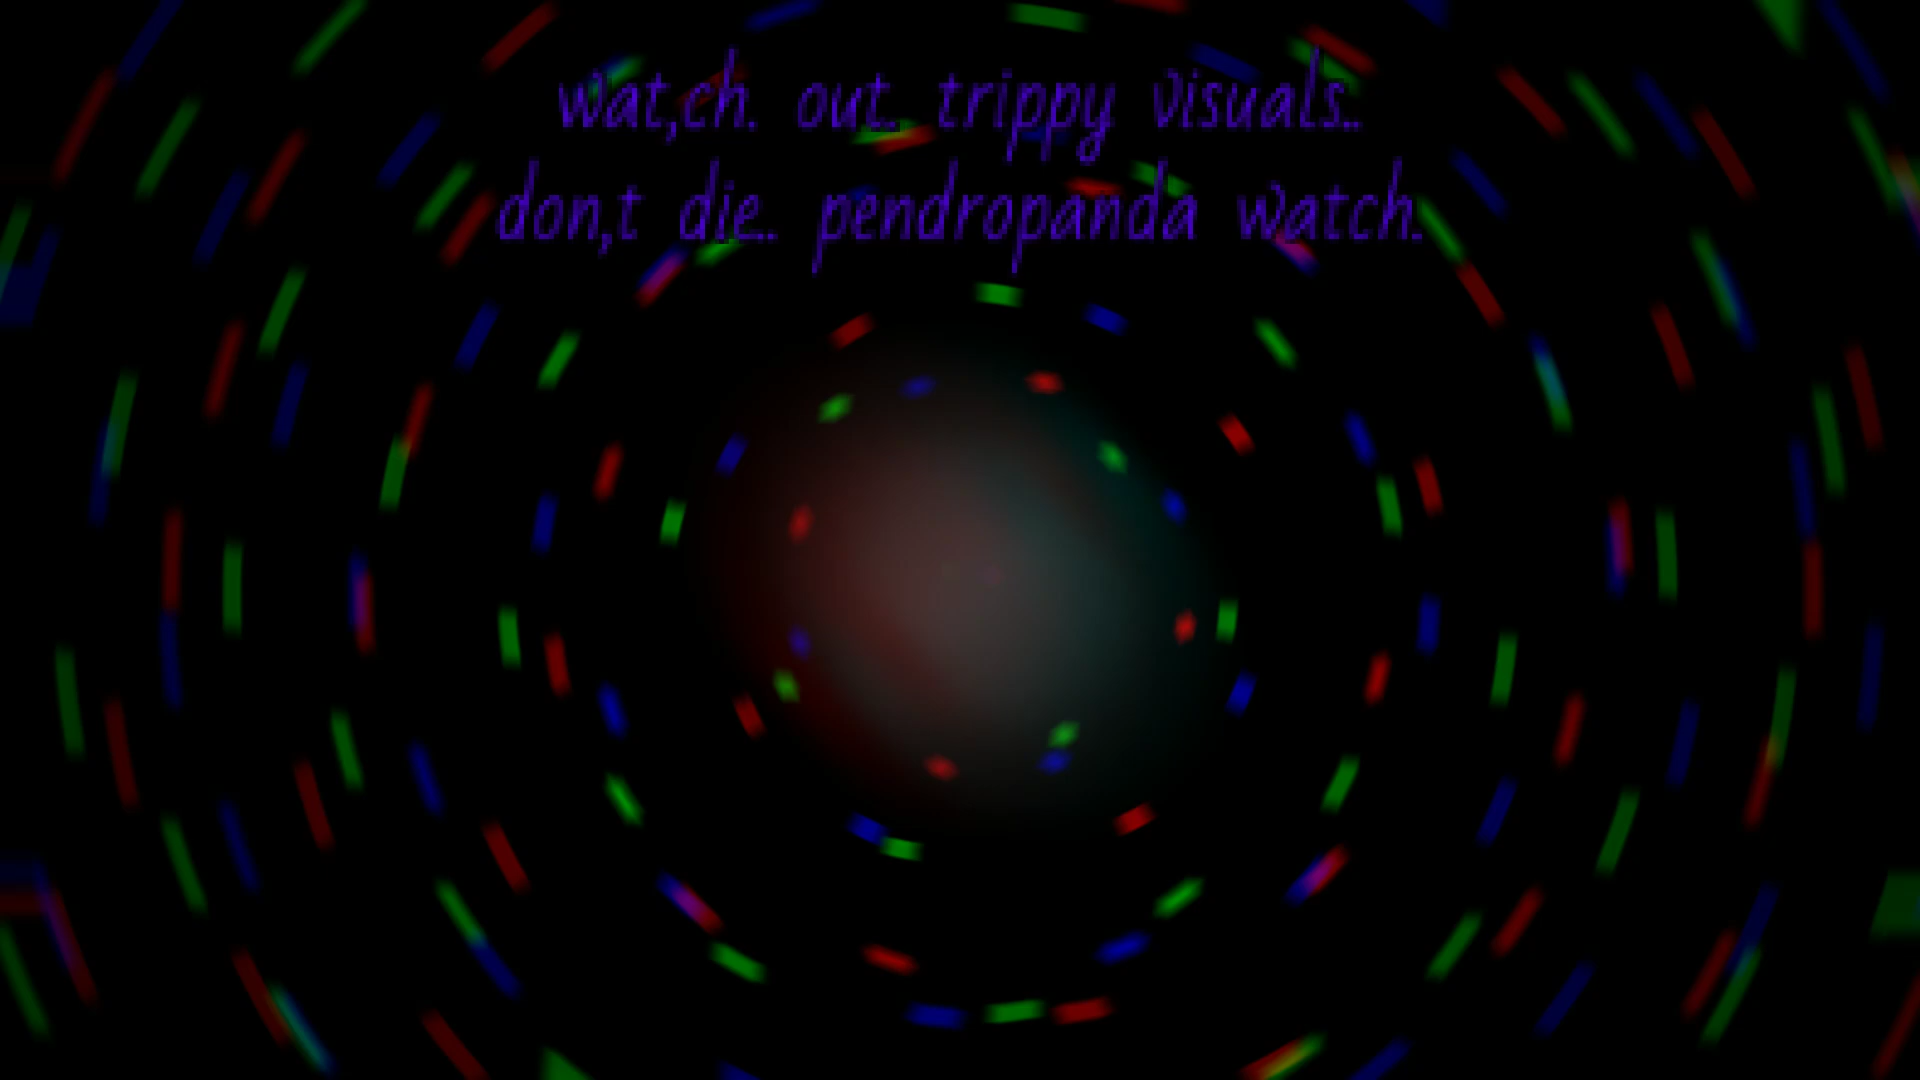 wat,ch. out.. trippy visuals..
don,t die.. pendropanda watch.